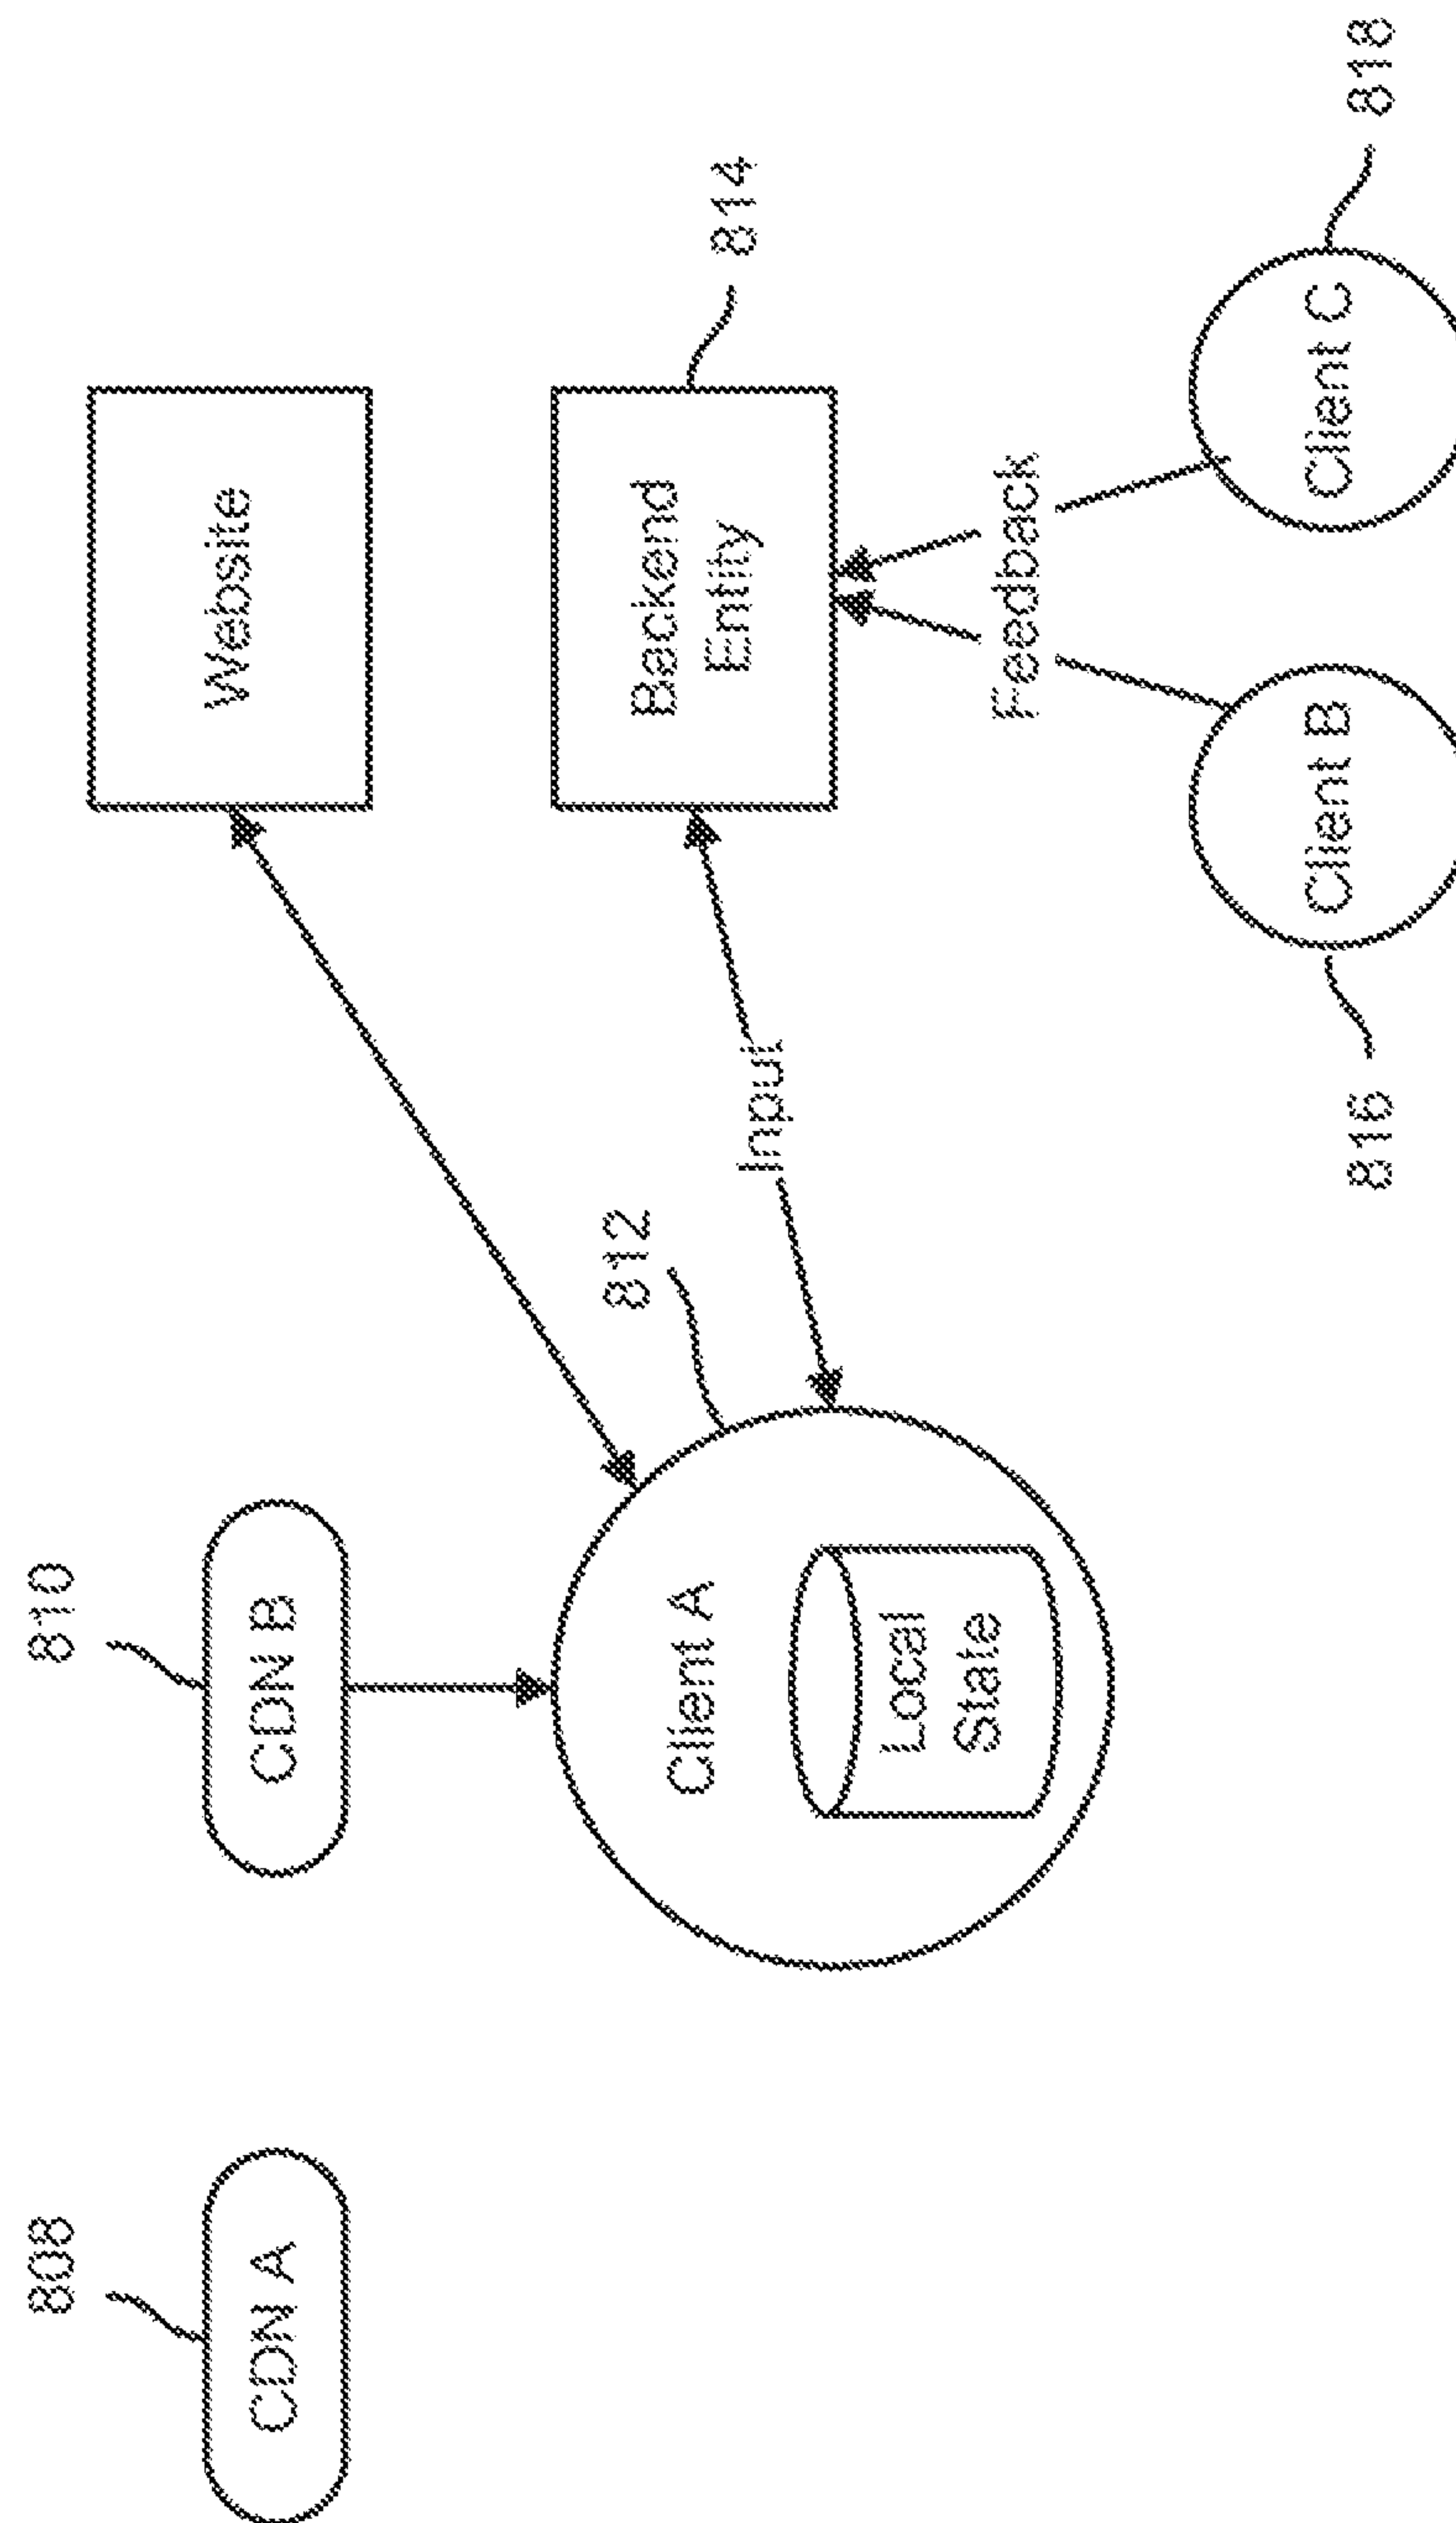 808
810
CDN A
CDN B
Website
812
Client A
Local
State
Input
Backend
Entity
814
Feedback
816
Client B
Client C
818